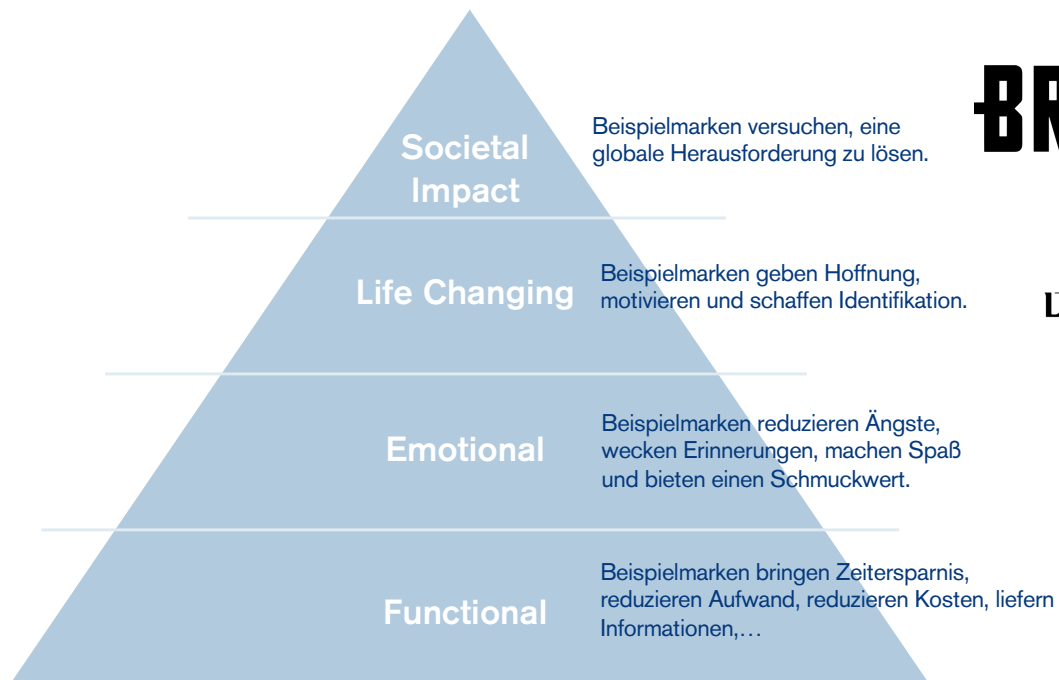 Societal
Impact
Beispielmarken versuchen, eine
globale Herausforderung zu lösen.
Life Changing
Beispielmarken geben Hoffnung,
motivieren und schaffen Identifikation.
Emotional
Beispielmarken reduzieren Ängste,
wecken Erinnerungen, machen Spaß
und bieten einen Schmuckwert.
Functional
Beispielmarken bringen Zeitersparnis,
reduzieren Aufwand, reduzieren Kosten, liefern
Informationen,…